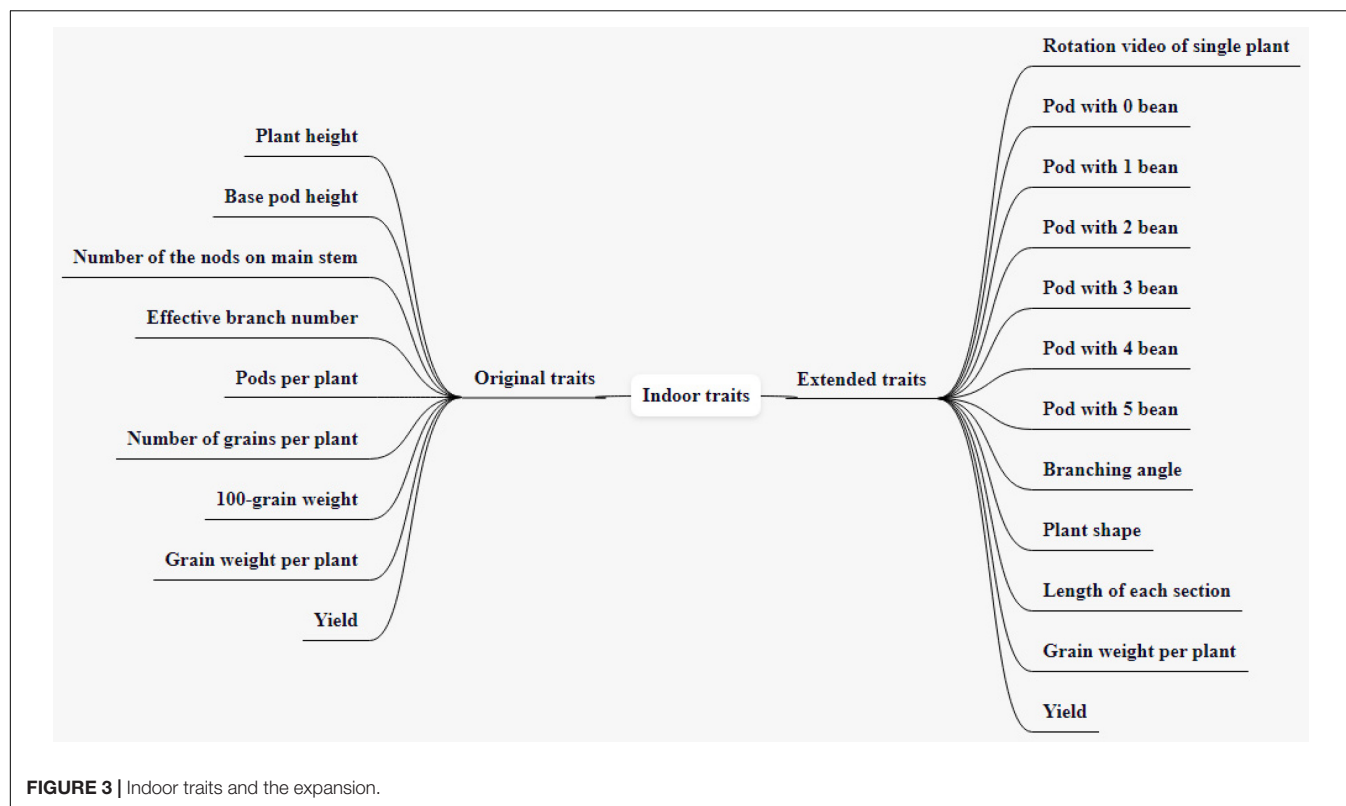 Plant height
Base pod height
Number of the nods on main stem
Effective branch number
Pods per plant
Number of grains per plant
100-grain weight
Grain weight per plant
Yield
Original traits
Indoor traits
Extended traits
Rotation video of single plant
Pod with 0 bean
Pod with 1 bean
Pod with 2 bean
Pod with 3 bean
Pod with 4 bean
Pod with 5 bean
Branching angle
Plant shape
Length of each section
Grain weight per plant
Yield
FIGURE 3 | Indoor traits and the expansion.